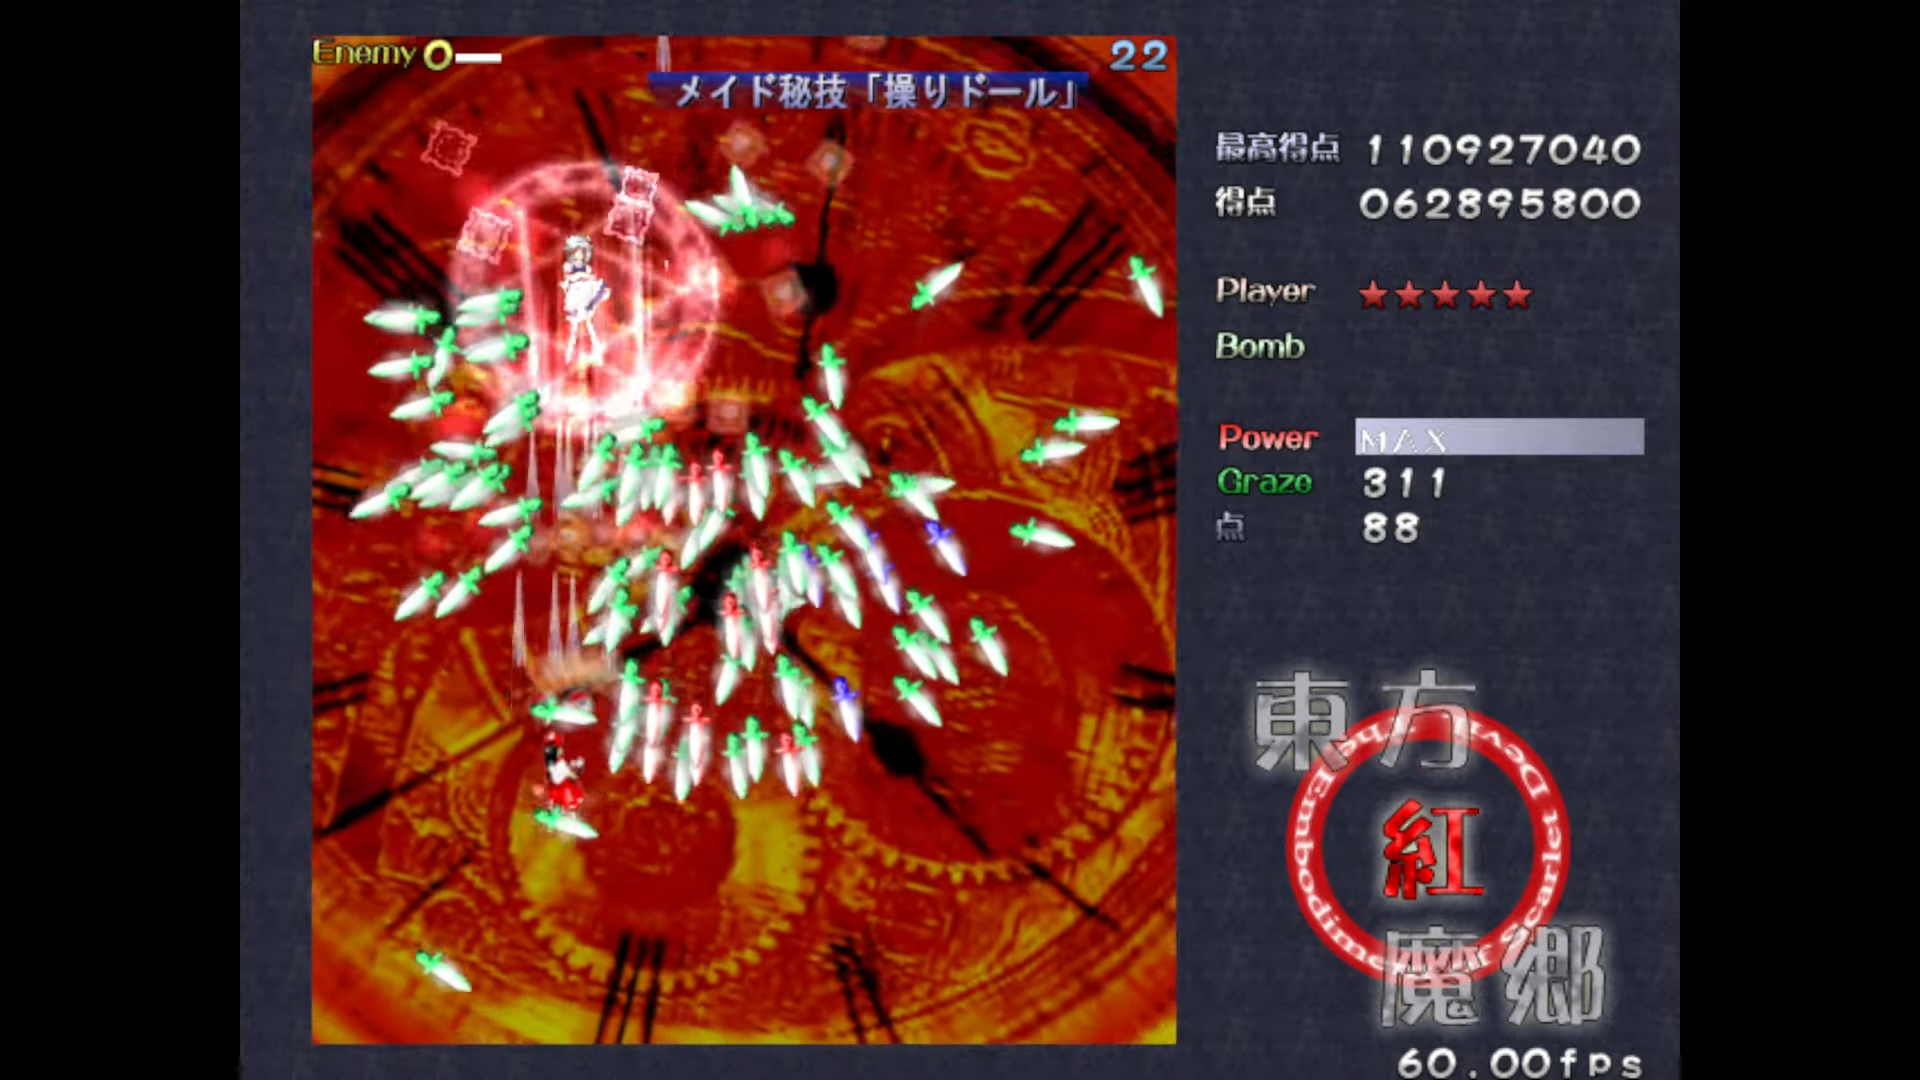 Enemy 0
22
メイド秘技「操りドール」
最高得点 110927040
得点 062895800
Player ★★★★★
Bomb
Power MAX
Graze 311
点 88
東方
紅
魔郷
the Embodiment of Scarlet Devil
60.00fps